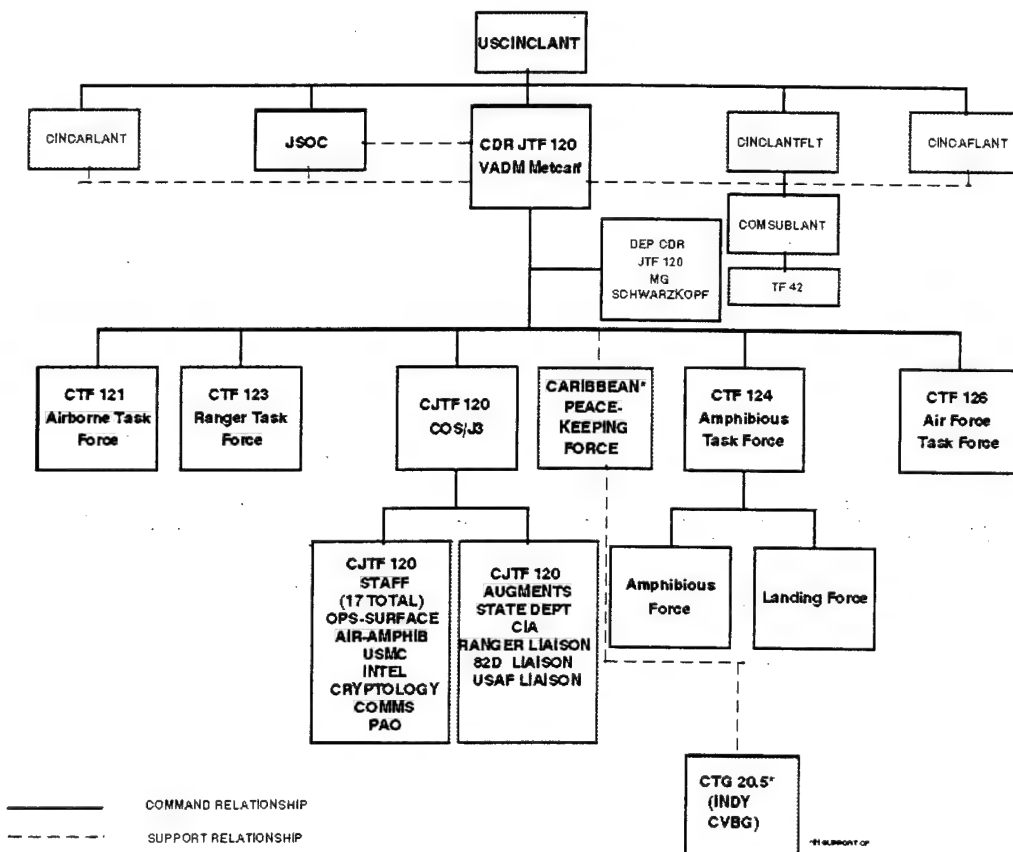 USCINCLANT
CINCARLANT
JSOC
CDR JTF 120
VADM Metcalf
CINCLANTFLT
CINCAFLANT
COMSUBLANT
TF 42
DEP CDR
JTF 120
MG
SCHWARZKOPF
CTF 121
Airborne Task
Force
CTF 123
Ranger Task
Force
CJTF 120
COS/J3
CARIBBEAN*
PEACE-
KEEPING
FORCE
CTF 124
Amphibious
Task Force
CTF 126
Air Force
Task Force
CJTF 120
STAFF
(17 TOTAL)
OPS-SURFACE
AIR-AMPHIB
USMC
INTEL
CRYPTOLOGY
COMMS
PAO
CJTF 120
AUGMENTS
STATE DEPT
CIA
RANGER LIAISON
82D LIAISON
USAF LIAISON
Amphibious
Force
Landing Force
CTG 20.5*
(INDY
CVBG)
*IN SUPPORT OF
COMMAND RELATIONSHIP
SUPPORT RELATIONSHIP